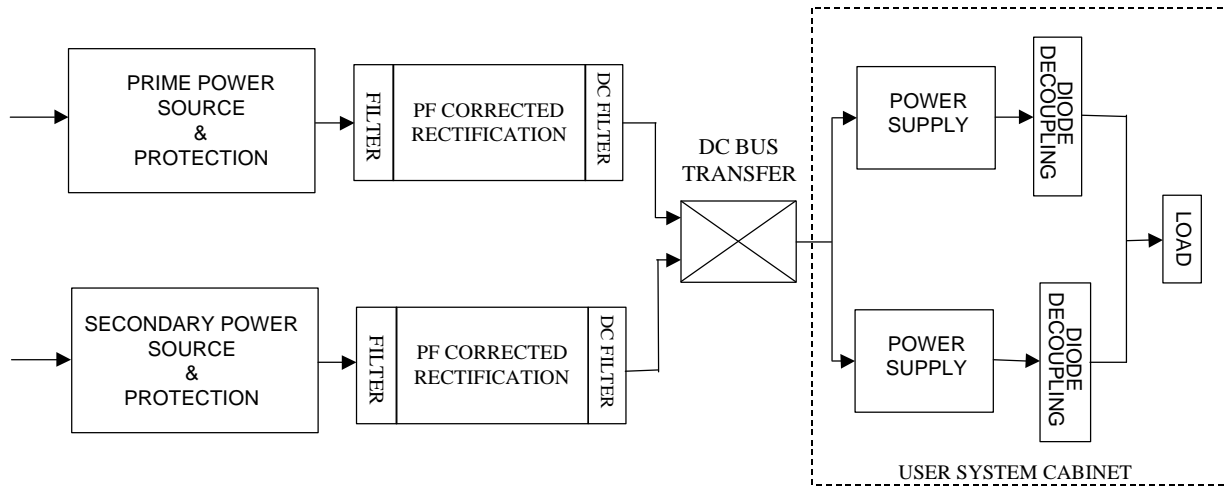 PRIME POWER
SOURCE
&
PROTECTION
FILTER
PF CORRECTED
RECTIFICATION
DC FILTER
DC BUS
TRANSFER
POWER
SUPPLY
DIODE
DECOUPLING
LOAD
SECONDARY POWER
SOURCE
&
PROTECTION
FILTER
PF CORRECTED
RECTIFICATION
DC FILTER
POWER
SUPPLY
DIODE
DECOUPLING
USER SYSTEM CABINET